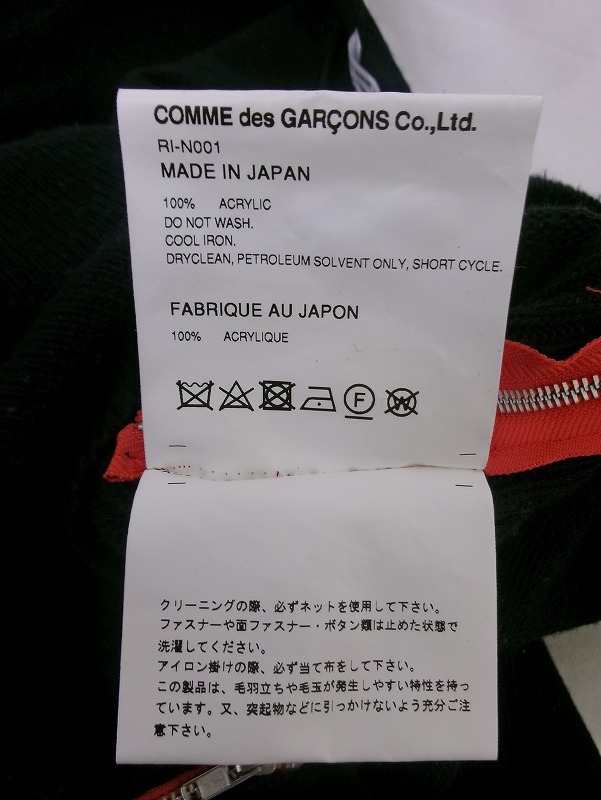 COMME des GARÇONS Co.,Ltd.
RI-N001
MADE IN JAPAN
100% ACRYLIC
DO NOT WASH.
COOL IRON.
DRYCLEAN, PETROLEUM SOLVENT ONLY, SHORT CYCLE.
FABRIQUE AU JAPON
100% ACRYLIQUE
F W
クリーニングの際、必ずネットを使用して下さい。
ファスナーや面ファスナー・ボタン類は止めた状態で
洗濯してください。
アイロン掛けの際、必ず当て布をして下さい。
この製品は、毛羽立ちや毛玉が発生しやすい特性を持っ
ています。又、突起物などに引っかけないよう充分ご注
意下さい。